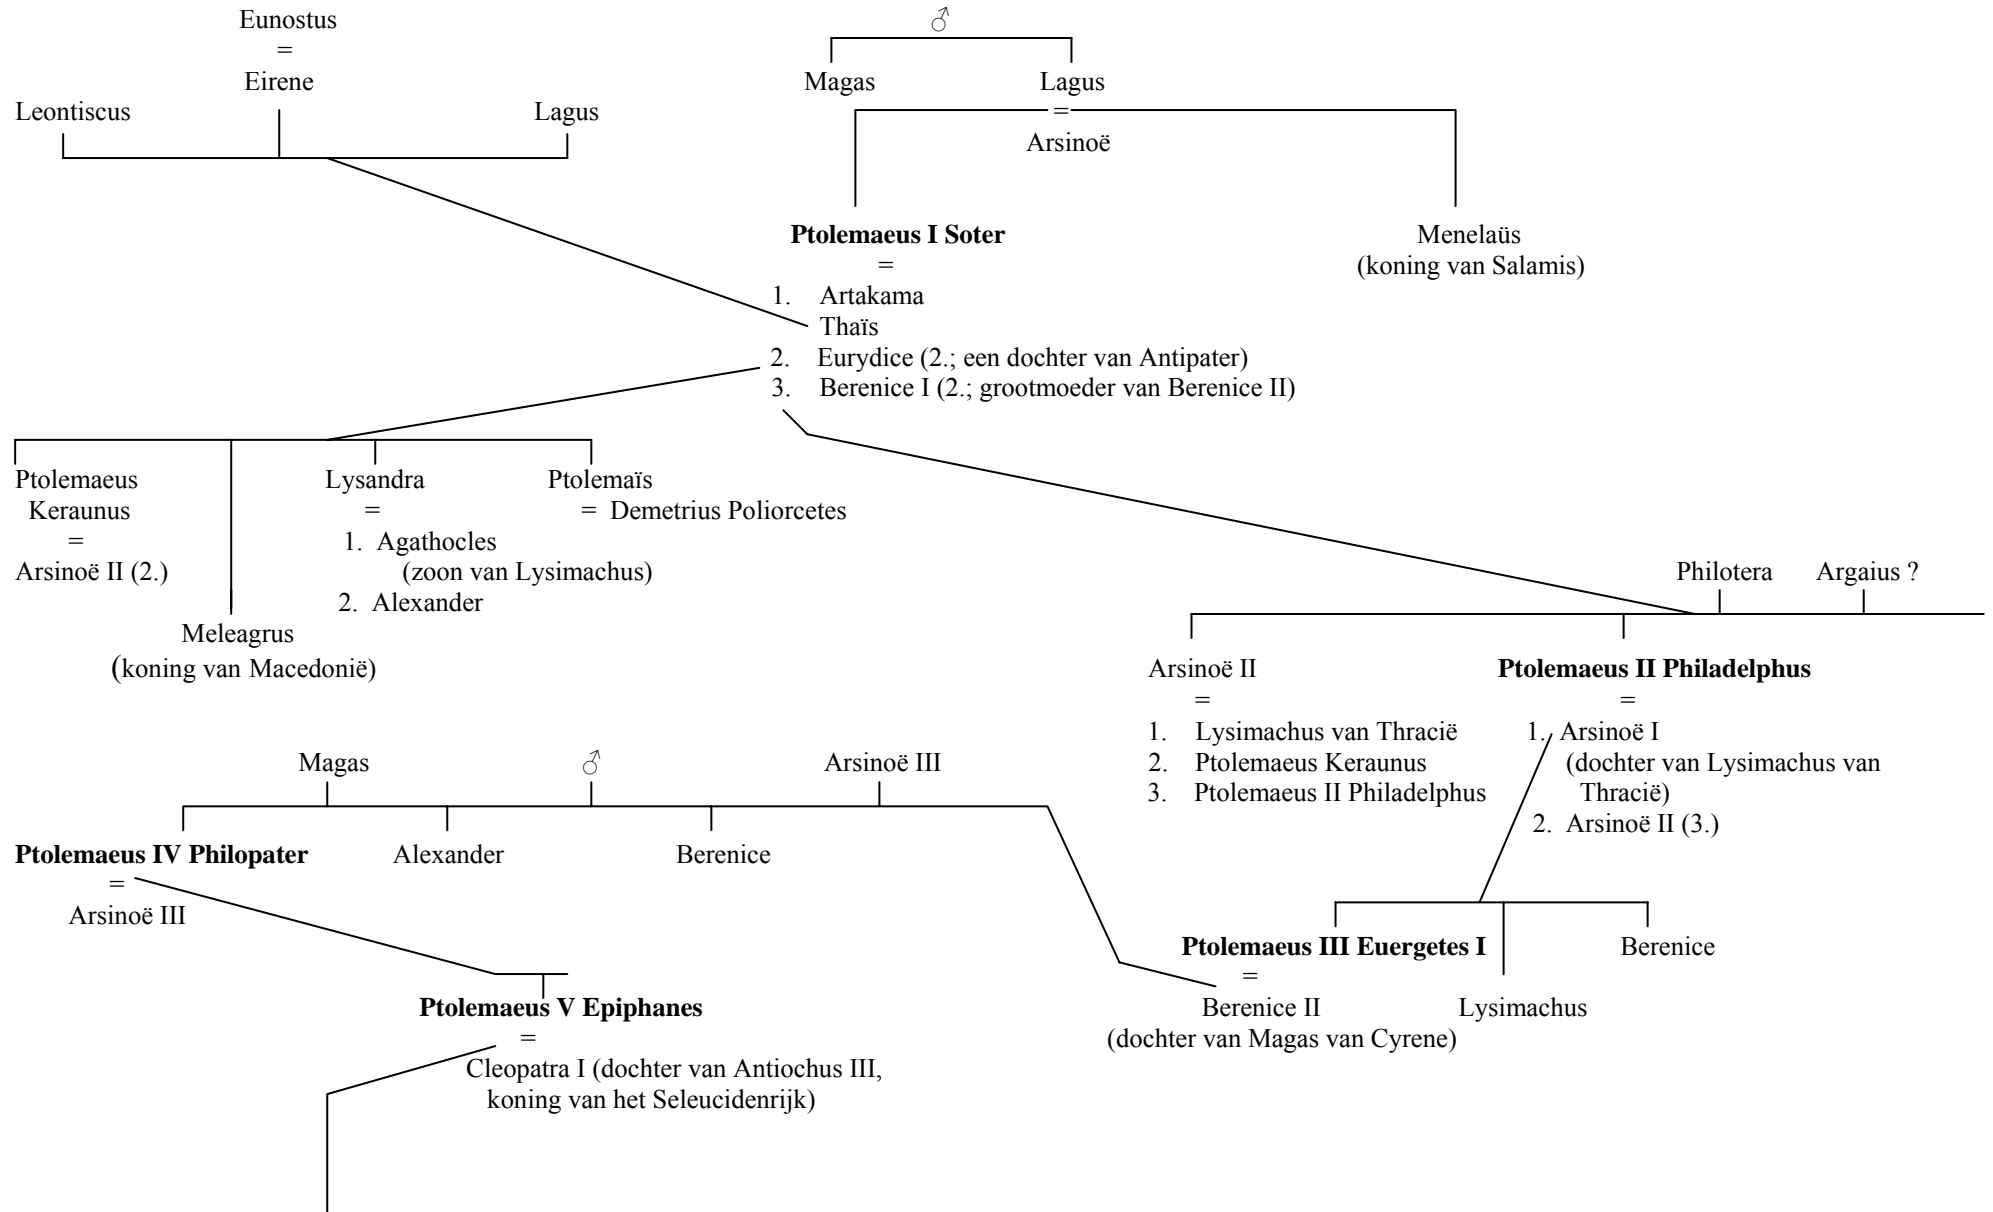 Eunostus
=
Eirene
Leontiscus
Lagus
♂
Magas
Lagus
=
Arsinoë
Ptolemaeus I Soter
=
1. Artakama
Thaïs
2. Eurydice (2.; een dochter van Antipater)
3. Berenice I (2.; grootmoeder van Berenice II)
Menelaüs
(koning van Salamis)
Ptolemaeus
Keraunus
=
Arsinoë II (2.)
Meleagrus
(koning van Macedonië)
Lysandra
=
1. Agathocles
(zoon van Lysimachus)
2. Alexander
Ptolemaïs
= Demetrius Poliorcetes
Philotera
Argaius ?
Arsinoë II
=
1. Lysimachus van Thracië
2. Ptolemaeus Keraunus
3. Ptolemaeus II Philadelphus
Ptolemaeus II Philadelphus
=
1. Arsinoë I
(dochter van Lysimachus van
Thracië)
2. Arsinoë II (3.)
Magas
♂
Arsinoë III
Ptolemaeus IV Philopater
=
Arsinoë III
Alexander
Berenice
Ptolemaeus III Euergetes I
=
Berenice II
(dochter van Magas van Cyrene)
Lysimachus
Berenice
Ptolemaeus V Epiphanes
=
Cleopatra I (dochter van Antiochus III,
koning van het Seleucidenrijk)